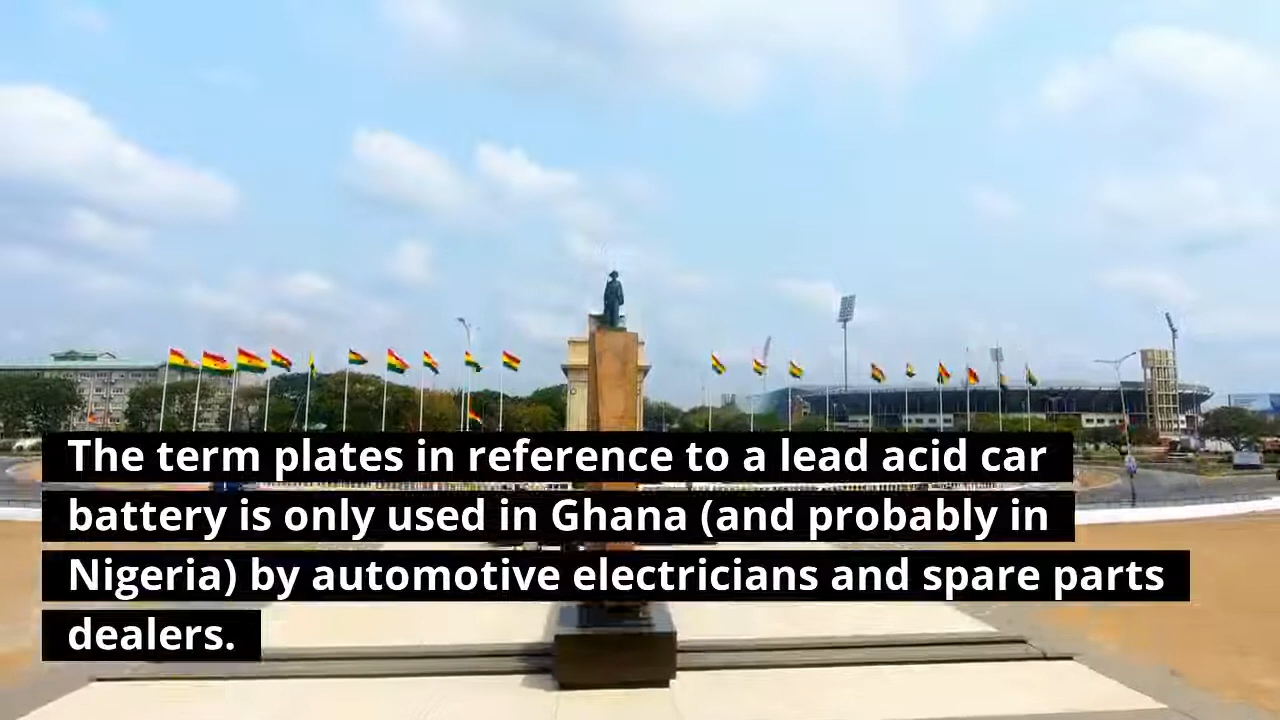 The term plates in reference to a lead acid car
battery is only used in Ghana (and probably in
Nigeria) by automotive electricians and spare parts
dealers.